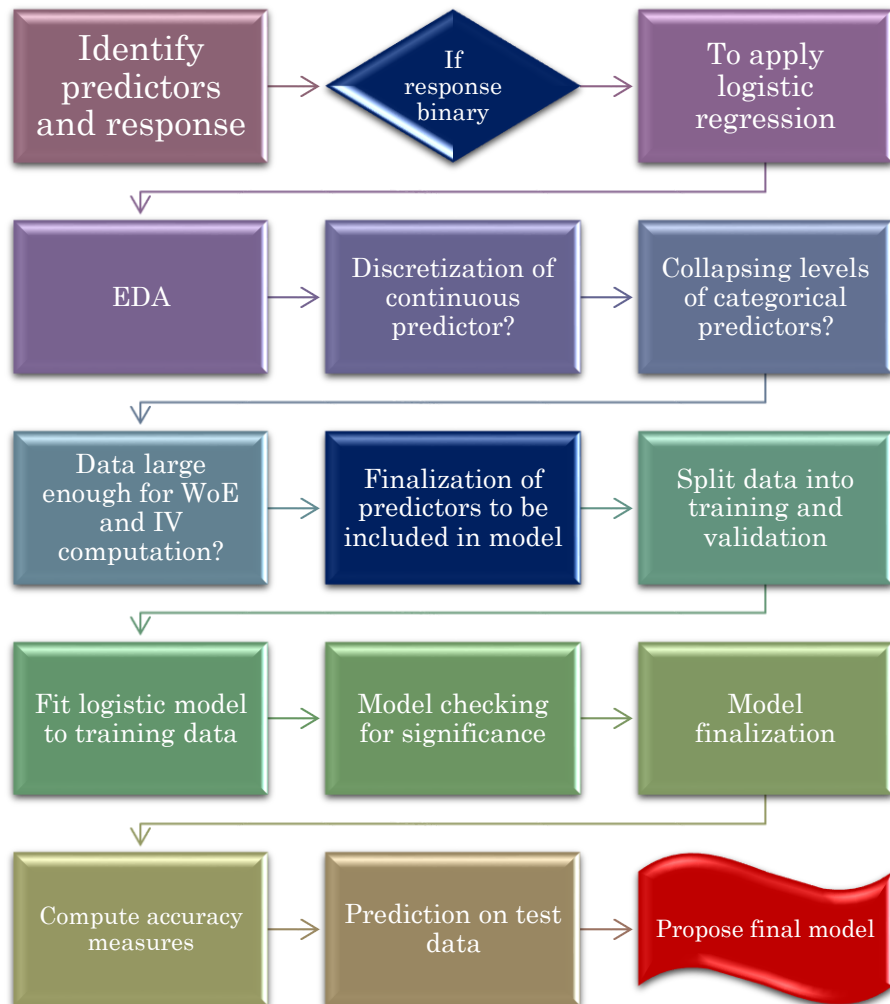 Identify
predictors
and response
If
response
binary
To apply
logistic
regression
EDA
Discretization of
continuous
predictor?
Collapsing levels
of categorical
predictors?
Data large
enough for WoE
and IV
computation?
Finalization of
predictors to be
included in model
Split data into
training and
validation
Fit logistic model
to training data
Model checking
for significance
Model
finalization
Compute accuracy
measures
Prediction on test
data
Propose final model